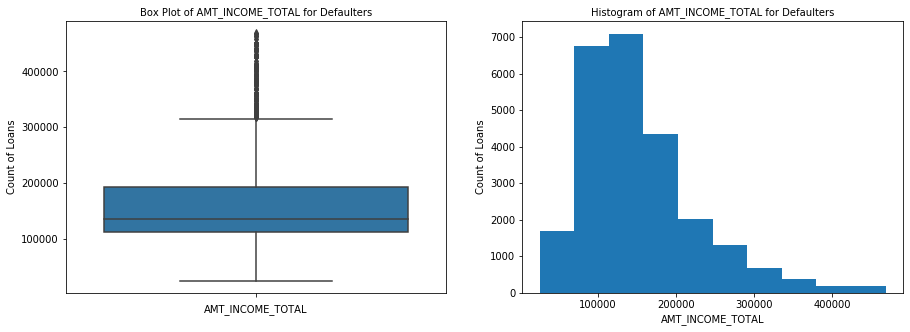 Box Plot of AMT_INCOME_TOTAL for Defaulters
Count of Loans
400000
300000
200000
100000
AMT_INCOME_TOTAL
Histogram of AMT_INCOME_TOTAL for Defaulters
Count of Loans
7000
6000
5000
4000
3000
2000
1000
0
100000 200000 300000 400000
AMT_INCOME_TOTAL